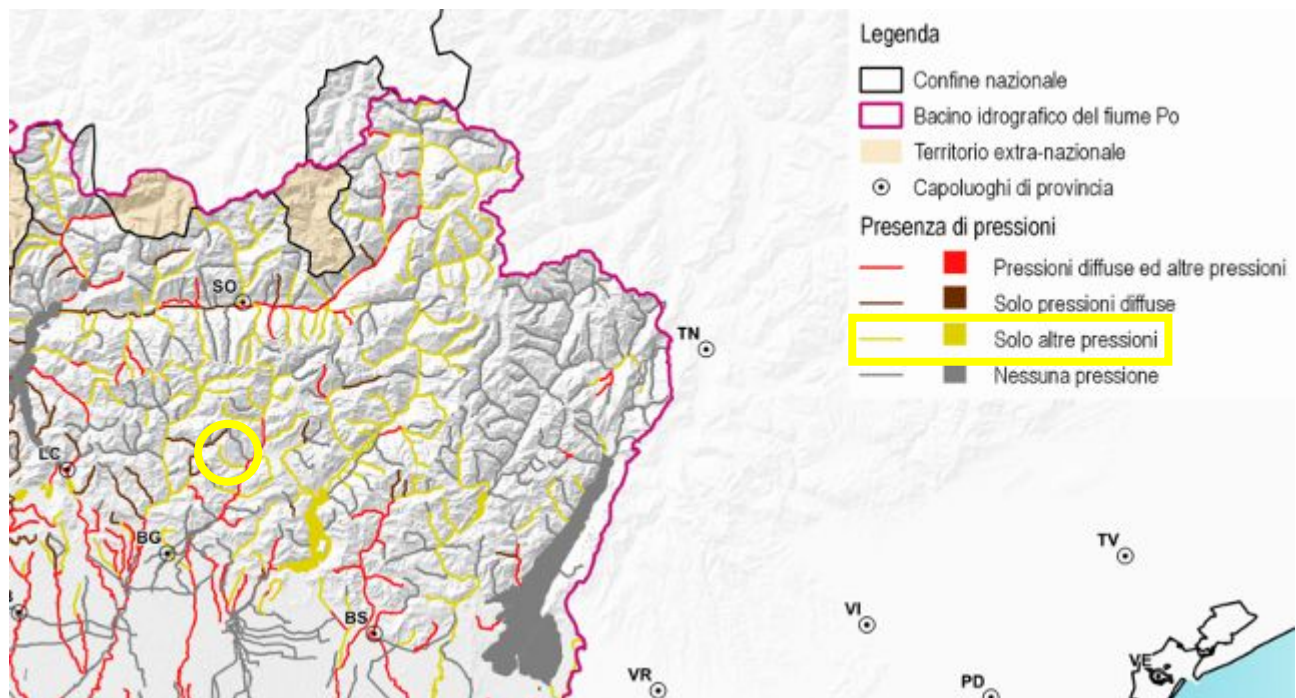 Legenda
Confine nazionale
Bacino idrografico del fiume Po
Territorio extra-nazionale
Capoluoghi di provincia
Presenza di pressioni
Pressioni diffuse ed altre pressioni
Solo pressioni diffuse
Solo altre pressioni
Nessuna pressione
SO
TN
LC
BG
TV
BS
VI
VE
VR
PD